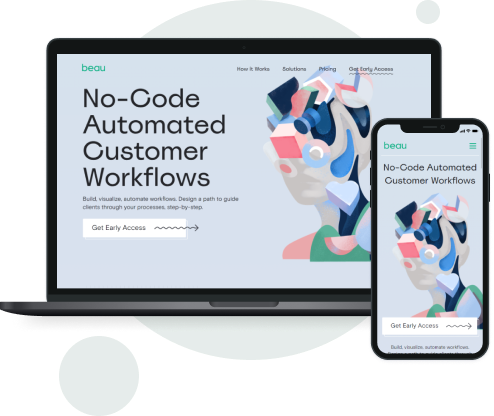 beau
How it Works Solutions Pricing Get Early Access
No-Code
Automated
Customer
Workflows
Build, visualize, automate workflows. Design a path to guide
clients through your processes, step-by-step.
Get Early Access
beau
No-Code Automated
Customer Workflows
Get Early Access
Build, visualize, automate workflows.